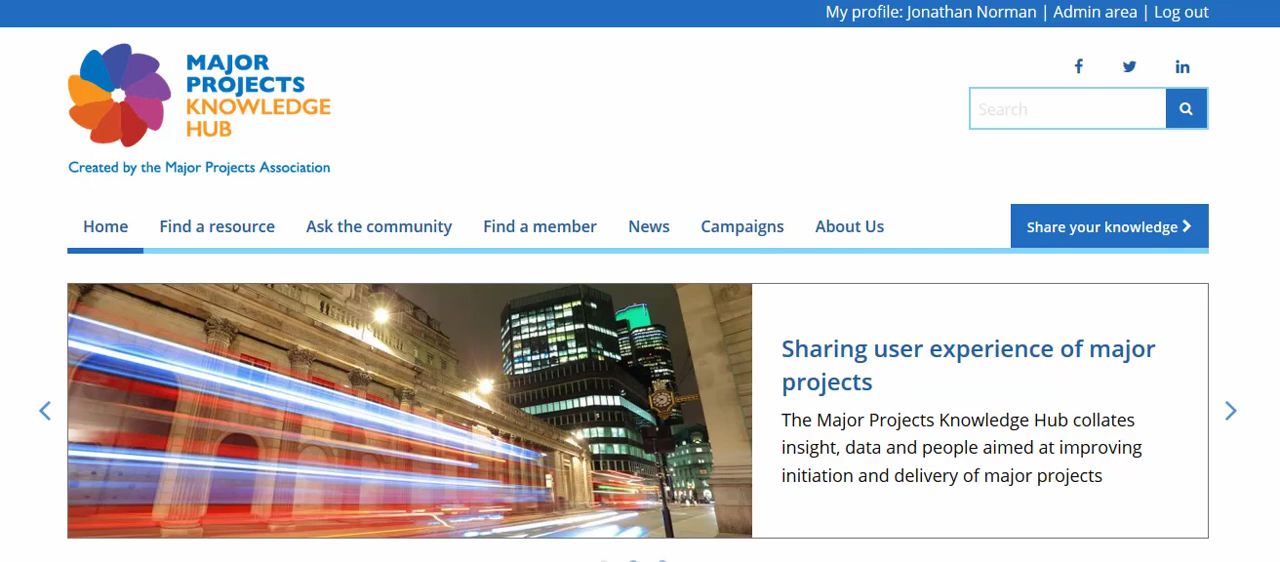 My profile: Jonathan Norman | Admin area | Log out
MAJOR
PROJECTS
KNOWLEDGE
HUB
Created by the Major Projects Association
Search
Home Find a resource Ask the community Find a member News Campaigns About Us Share your knowledge
Sharing user experience of major
projects
The Major Projects Knowledge Hub collates
insight, data and people aimed at improving
initiation and delivery of major projects